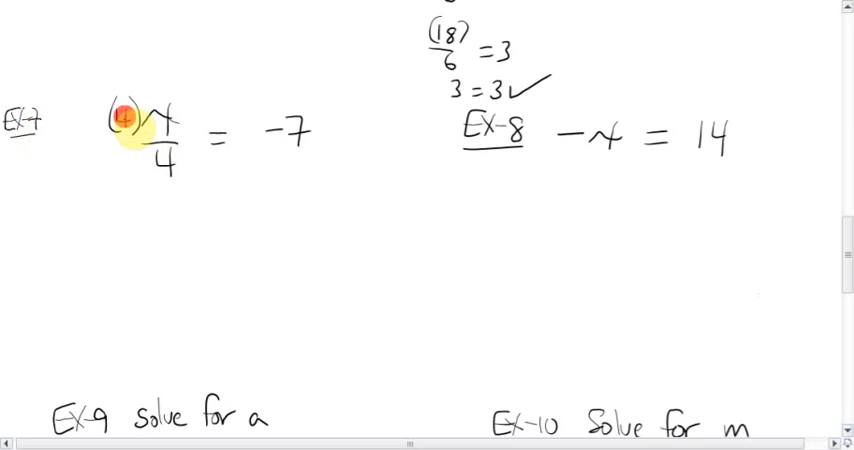 (18)/6 = 3
3 = 3 ✓
EX-7 (4) x/4 = -7
EX-8 -x = 14
EX-9 solve for a
EX-10 Solve for m